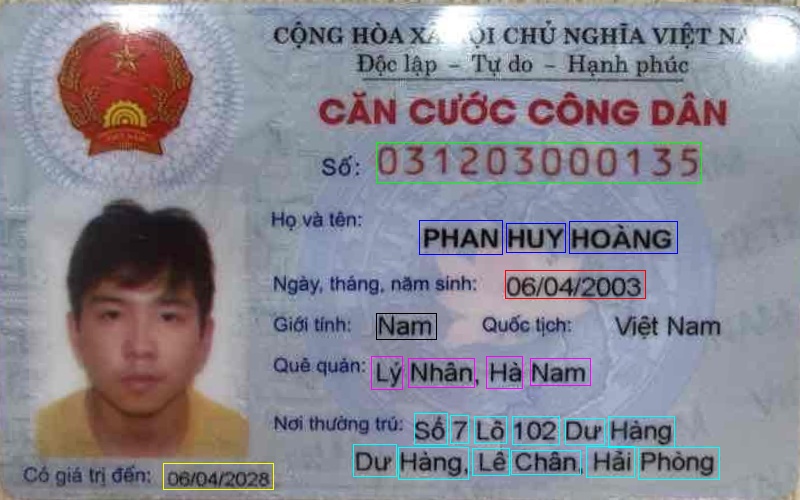 CỘNG HÒA XÃ HỘI CHỦ NGHĨA VIỆT NA
Độc lập – Tự do – Hạnh phúc
CĂN CƯỚC CÔNG DÂN
Số: 031203000135
Họ và tên:
PHAN HUY HOÀNG
Ngày, tháng, năm sinh: 06/04/2003
Giới tính: Nam Quốc tịch: Việt Nam
Quê quán: Lý Nhân, Hà Nam
Nơi thường trú: Số 7 Lô 102 Dư Hàng
Dư Hàng, Lê Chân, Hải Phòng
Có giá trị đến: 06/04/2028